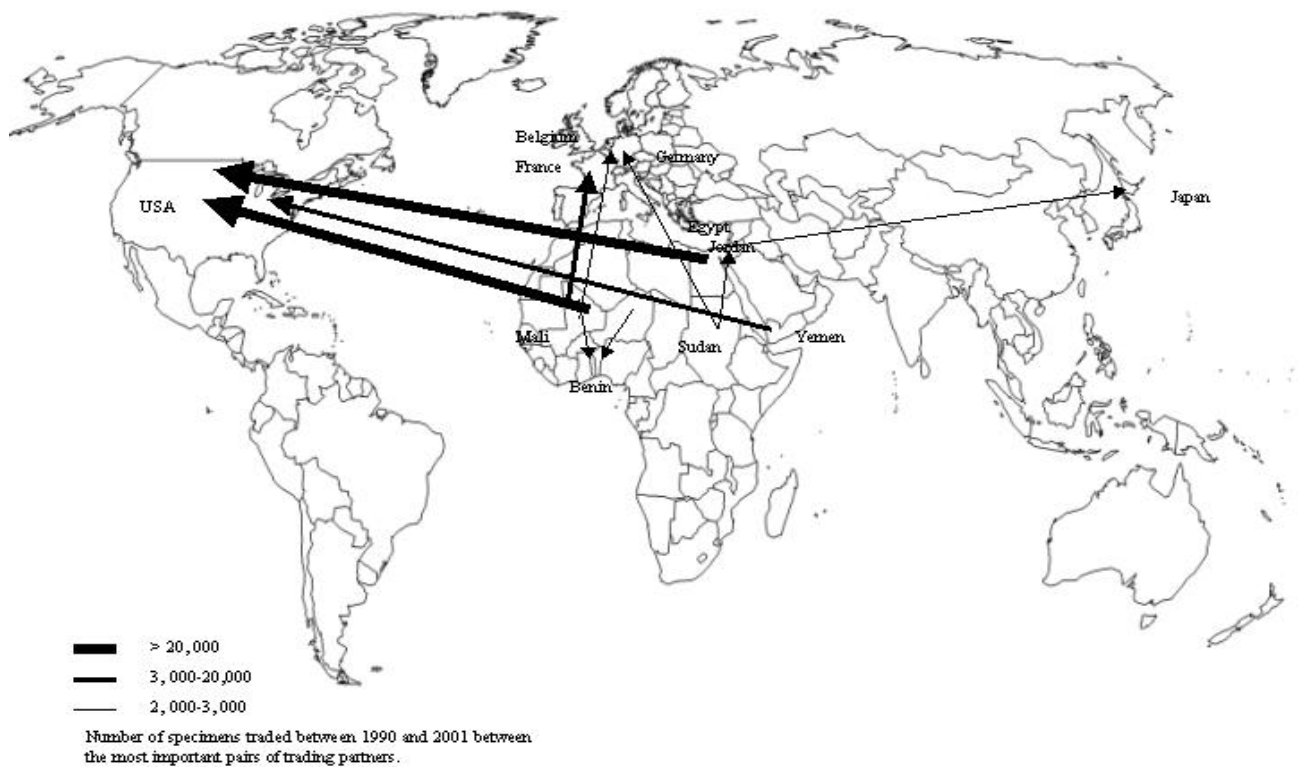 Belgium
France
Germany
USA
Japan
Egypt
Jordan
Mali
Sudan
Yemen
Benin
> 20,000
3,000-20,000
2,000-3,000
Number of specimens traded between 1990 and 2001 between
the most important pairs of trading partners.